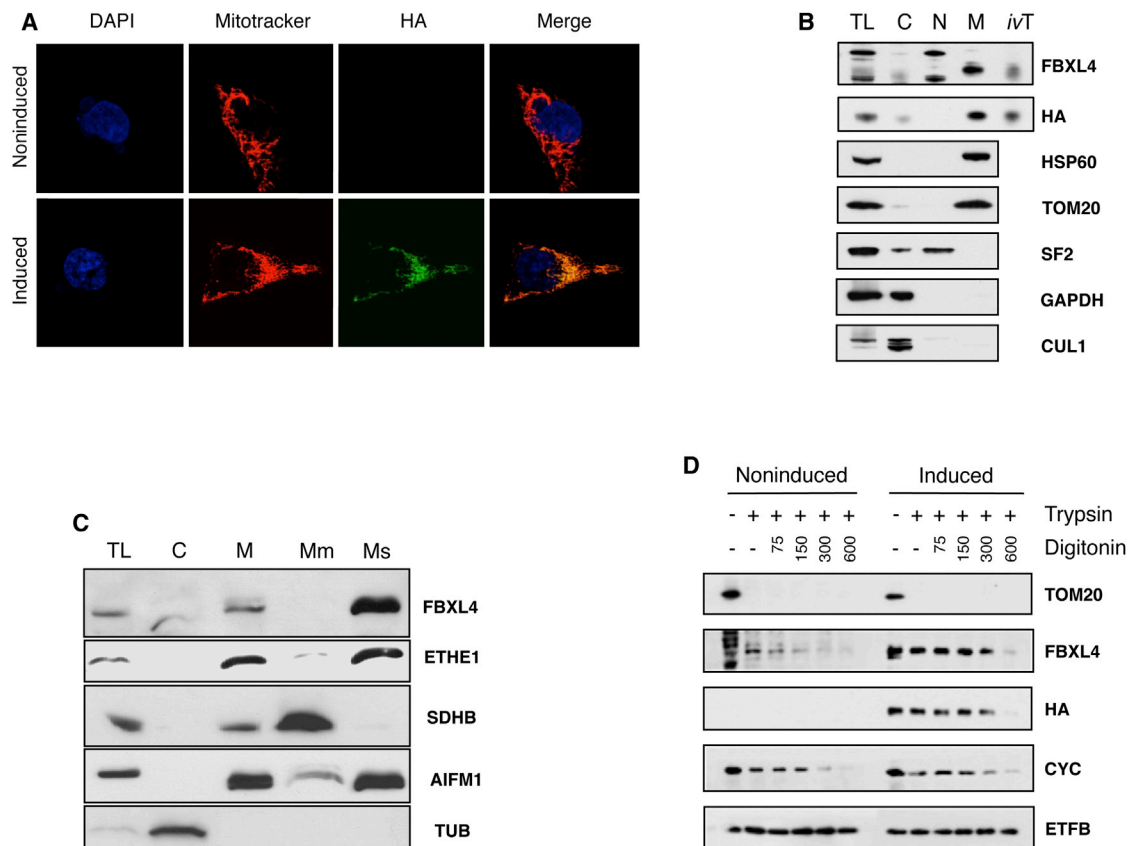 A
DAPI Mitotracker HA Merge
Noninduced
Induced
B
TL C N M ivT
FBXL4
HA
HSP60
TOM20
SF2
GAPDH
CUL1
C
TL C M Mm Ms
FBXL4
ETHE1
SDHB
AIFM1
TUB
D
Noninduced Induced
- + + + + + - + + + + + Trypsin
- - 75 150 300 600 - - 75 150 300 600 Digitonin
TOM20
FBXL4
HA
CYC
ETFB